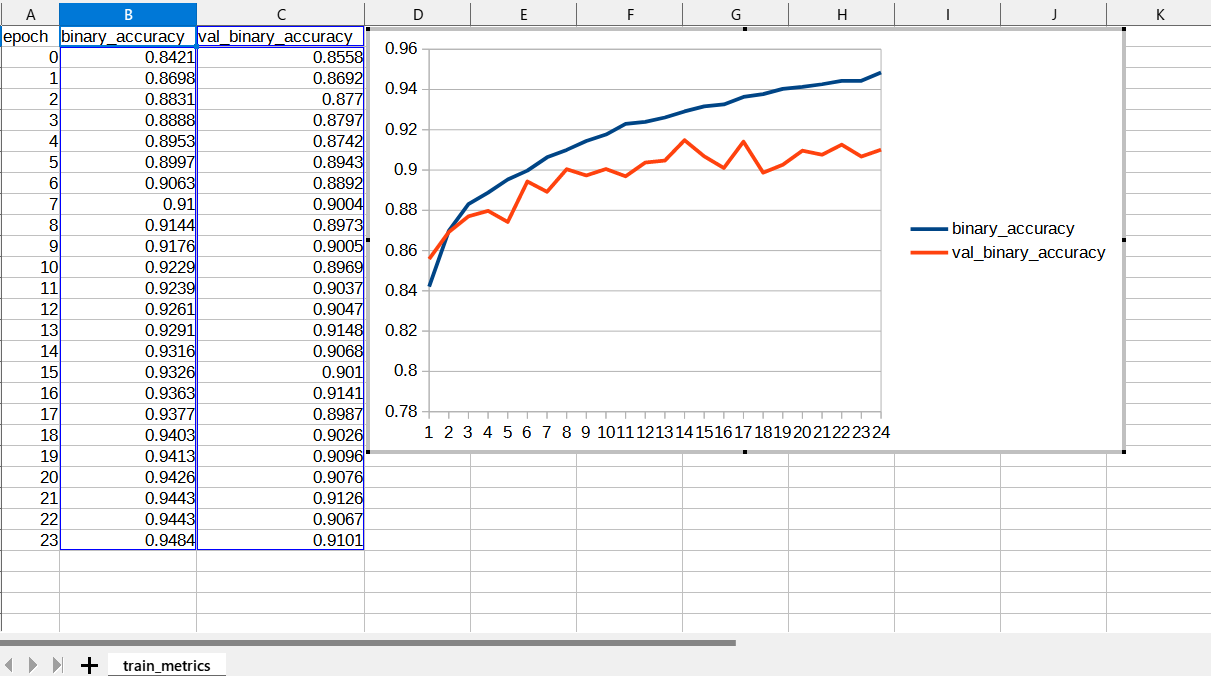 A B C D E F G H I J K
epoch binary_accuracy val_binary_accuracy
0 0.8421 0.8558
1 0.8698 0.8692
2 0.8831 0.877
3 0.8888 0.8797
4 0.8953 0.8742
5 0.8997 0.8943
6 0.9063 0.8892
7 0.91 0.9004
8 0.9144 0.8973
9 0.9176 0.9005
10 0.9229 0.8969
11 0.9239 0.9037
12 0.9261 0.9047
13 0.9291 0.9148
14 0.9316 0.9068
15 0.9326 0.901
16 0.9363 0.9141
17 0.9377 0.8987
18 0.9403 0.9026
19 0.9413 0.9096
20 0.9426 0.9076
21 0.9443 0.9126
22 0.9443 0.9067
23 0.9484 0.9101
0.96
0.94
0.92
0.9
0.88
0.86
0.84
0.82
0.8
0.78
1 2 3 4 5 6 7 8 9 10 11 12 13 14 15 16 17 18 19 20 21 22 23 24
binary_accuracy
val_binary_accuracy
train_metrics